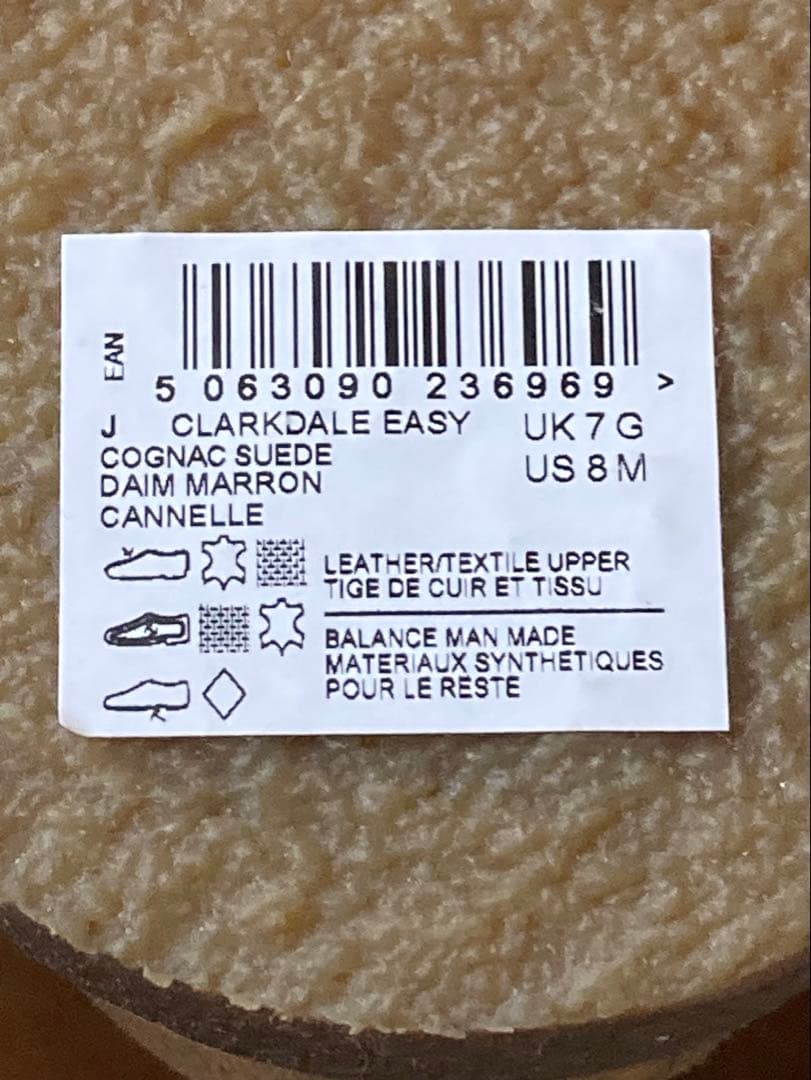 EAN
5 063090 236969 >
J CLARKDALE EASY UK 7 G
COGNAC SUEDE US 8 M
DAIM MARRON
CANNELLE
LEATHER/TEXTILE UPPER
TIGE DE CUIR ET TISSU
BALANCE MAN MADE
MATERIAUX SYNTHÉTIQUES
POUR LE RESTE